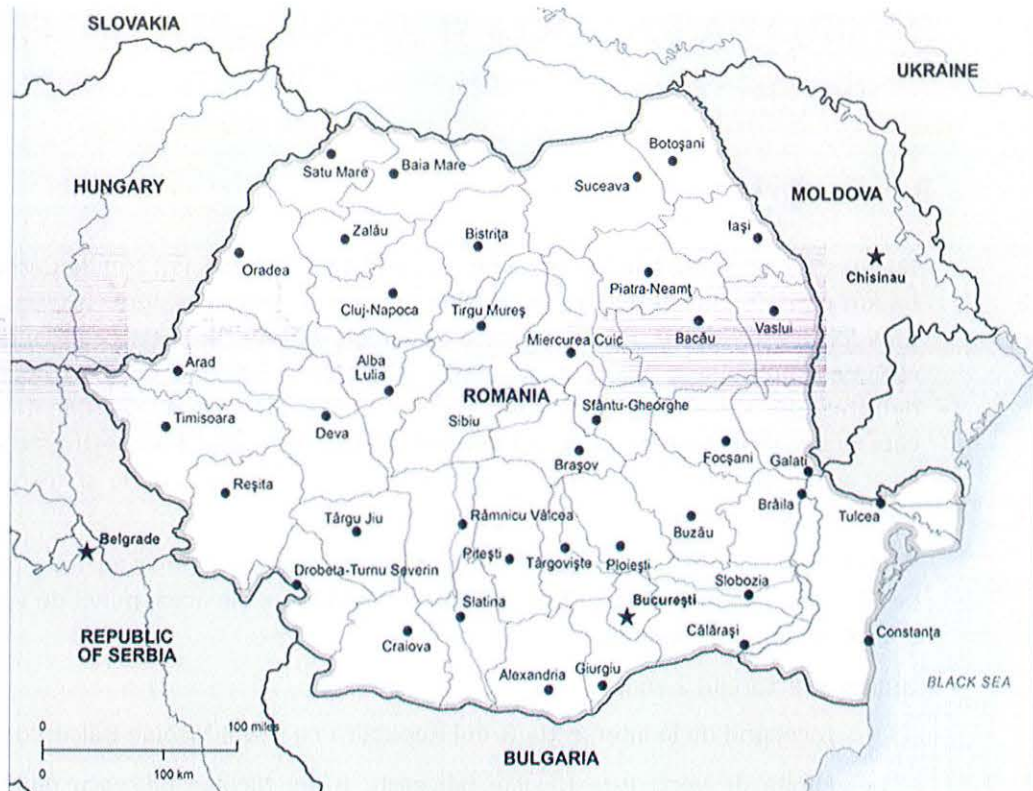 SLOVAKIA
UKRAINE
Botoşani
Satu Mare
Baia Mare
Suceava
HUNGARY
MOLDOVA
Zalău
Bistriţa
Iaşi
Oradea
Chisinau
Piatra-Neamţ
Cluj-Napoca
Tirgu Mureş
Vaslui
Bacău
Miercurea Cuic
Arad
Alba
Lulia
ROMANIA
Sfântu-Gheorghe
Timisoara
Deva
Sibiu
Focşani
Braşov
Galati
Reşita
Brăila
Tulcea
Târgu Jiu
Râmnicu Vâlcea
Buzău
Belgrade
Piteşti
Târgovişte
Ploieşti
Drobeta-Turnu Severin
Slobozia
Slatina
Bucureşti
REPUBLIC
OF SERBIA
Craiova
Călăraşi
Constanţa
Alexandria
Giurgiu
BLACK SEA
0
100 miles
BULGARIA
100 km